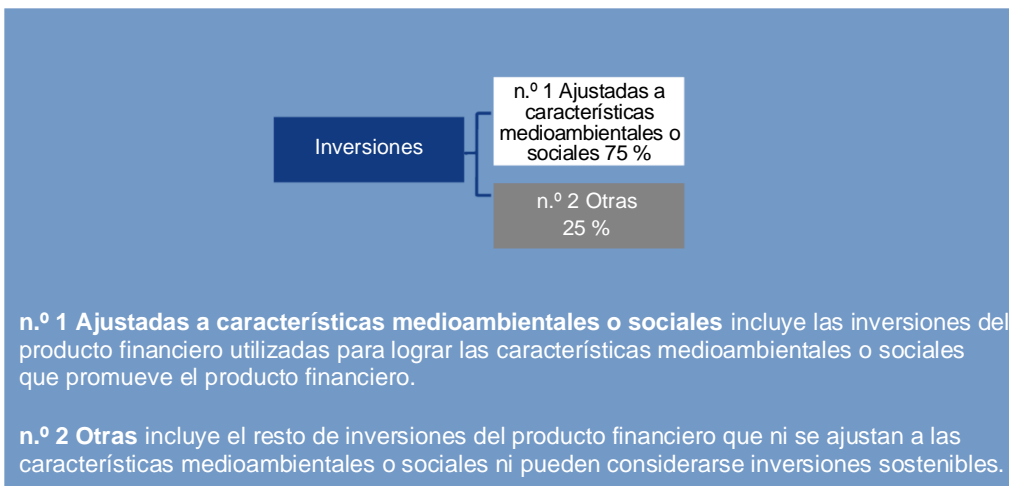 Inversiones
n.º 1 Ajustadas a
características
medioambientales o
sociales 75 %
n.º 2 Otras
25 %
n.º 1 Ajustadas a características medioambientales o sociales incluye las inversiones del
producto financiero utilizadas para lograr las características medioambientales o sociales
que promueve el producto financiero.
n.º 2 Otras incluye el resto de inversiones del producto financiero que ni se ajustan a las
características medioambientales o sociales ni pueden considerarse inversiones sostenibles.